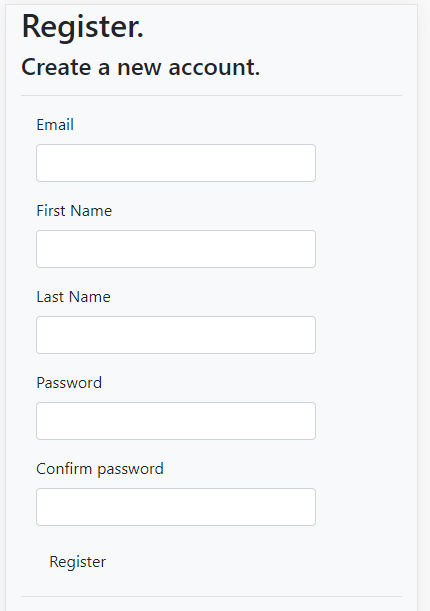 Register.
Create a new account.
Email
First Name
Last Name
Password
Confirm password
Register